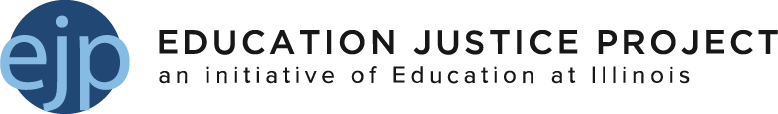 ejp
EDUCATION JUSTICE PROJECT
an initiative of Education at Illinois